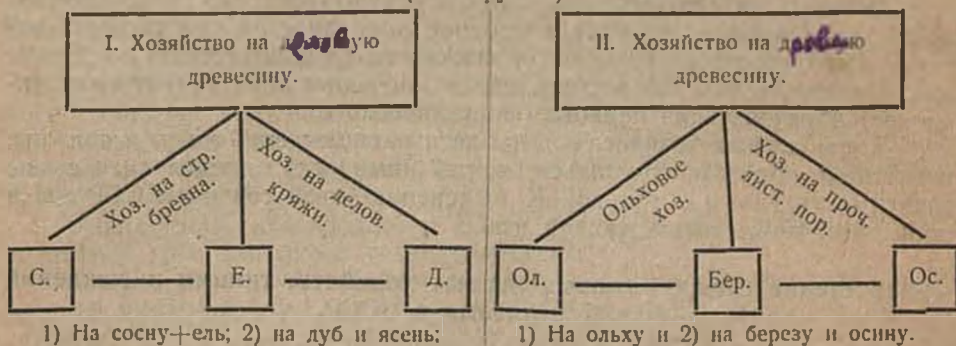 I. Хозяйство на деловую
древесину.
II. Хозяйство на
древесину.
Хоз. на стр.
бревна.
Хоз. на делов.
кряжи.
Ольховое
хоз.
Хоз. на проч.
лист. пор.
С. Е. Д.
Ол. Бер. Ос.
1) На сосну+ель; 2) на дуб и ясень;
1) На ольху и 2) на березу и осину.